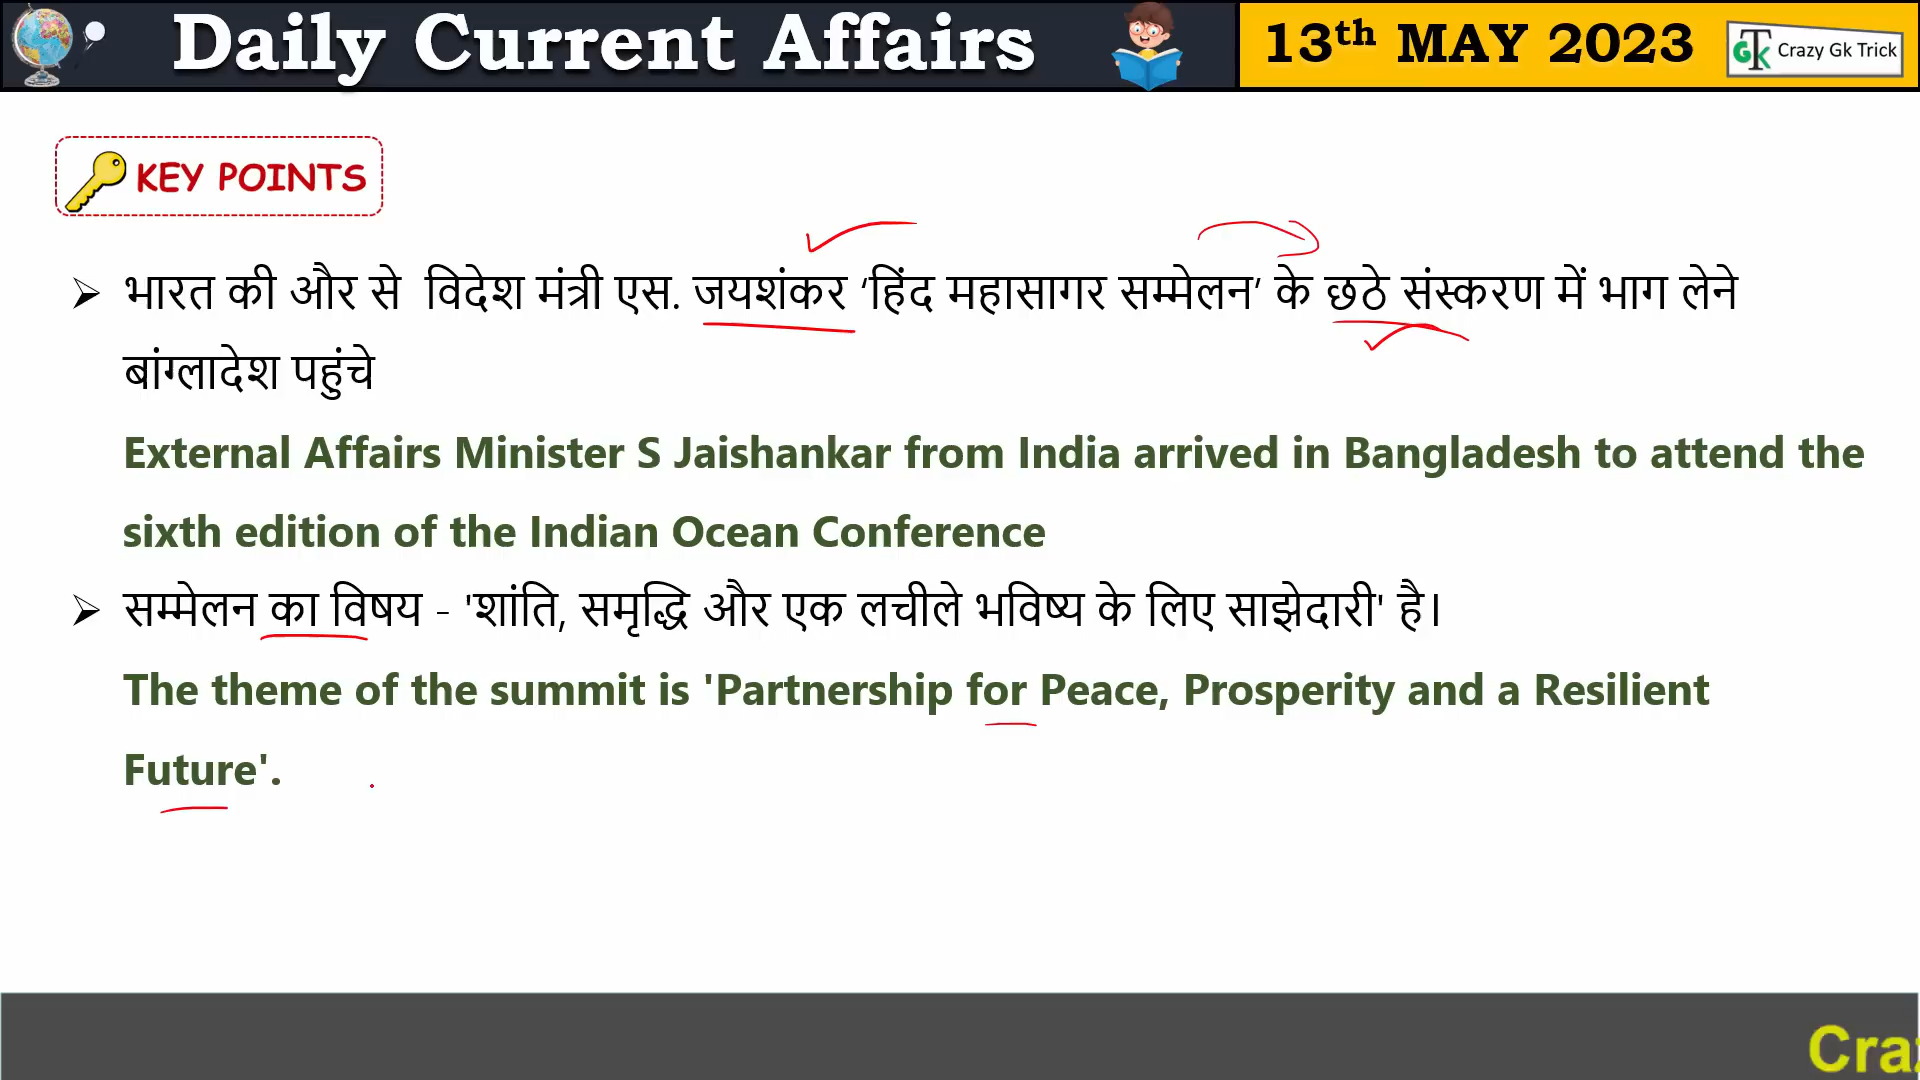 Daily Current Affairs
13th MAY 2023
GTK Crazy Gk Trick
KEY POINTS
➢ भारत की और से विदेश मंत्री एस. जयशंकर ‘हिंद महासागर सम्मेलन’ के छठे संस्करण में भाग लेने
बांग्लादेश पहुंचे
External Affairs Minister S Jaishankar from India arrived in Bangladesh to attend the
sixth edition of the Indian Ocean Conference
➢ सम्मेलन का विषय - 'शांति, समृद्धि और एक लचीले भविष्य के लिए साझेदारी' है।
The theme of the summit is 'Partnership for Peace, Prosperity and a Resilient
Future'.